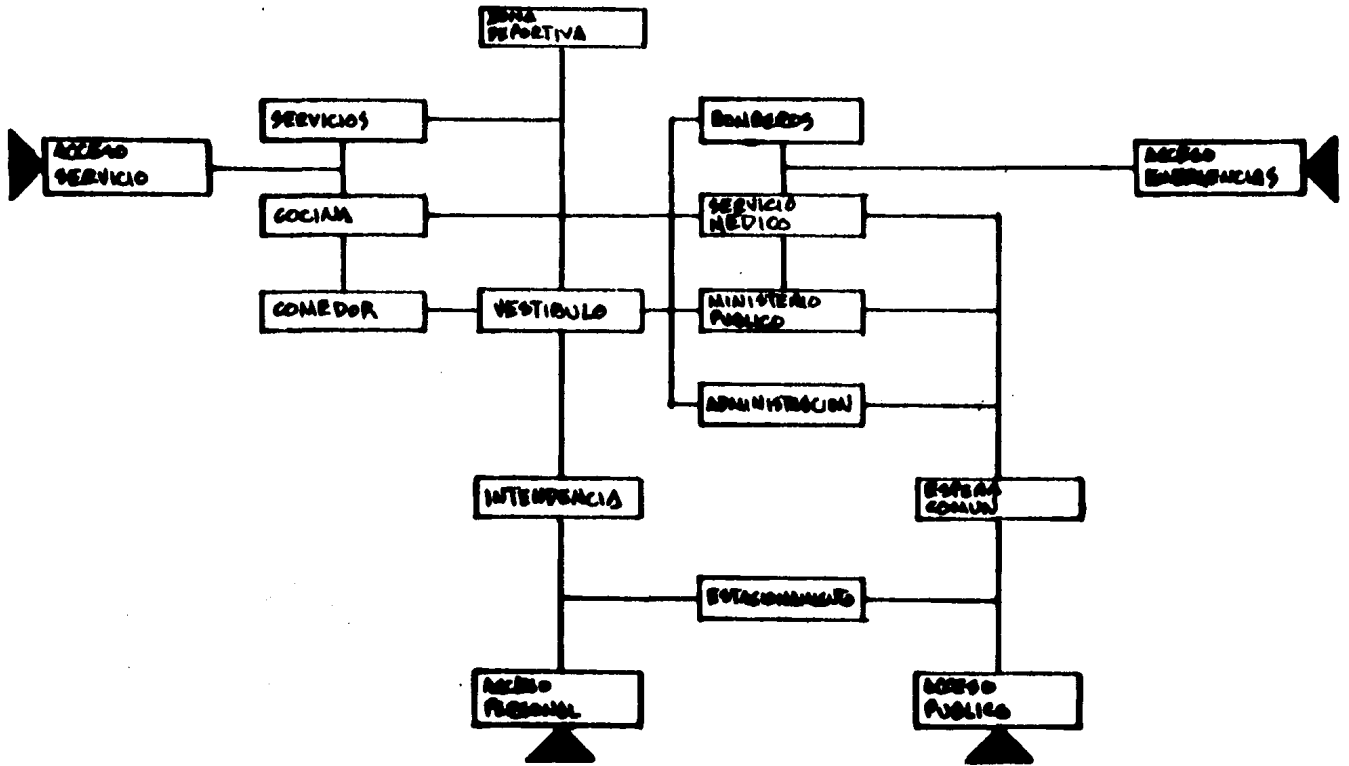 ZONA
DEPORTIVA
SERVICIOS
BOMBEROS
ACCESO
SERVICIO
ACCESO
EMERGENCIAS
COCINA
SERVICIO
MEDICO
COMEDOR
VESTIBULO
MINISTERIO
PUBLICO
ADMINISTRACION
INTENDENCIA
ESPERA
COMUN
ESTACIONAMIENTO
ACCESO
PERSONAL
ACCESO
PUBLICO